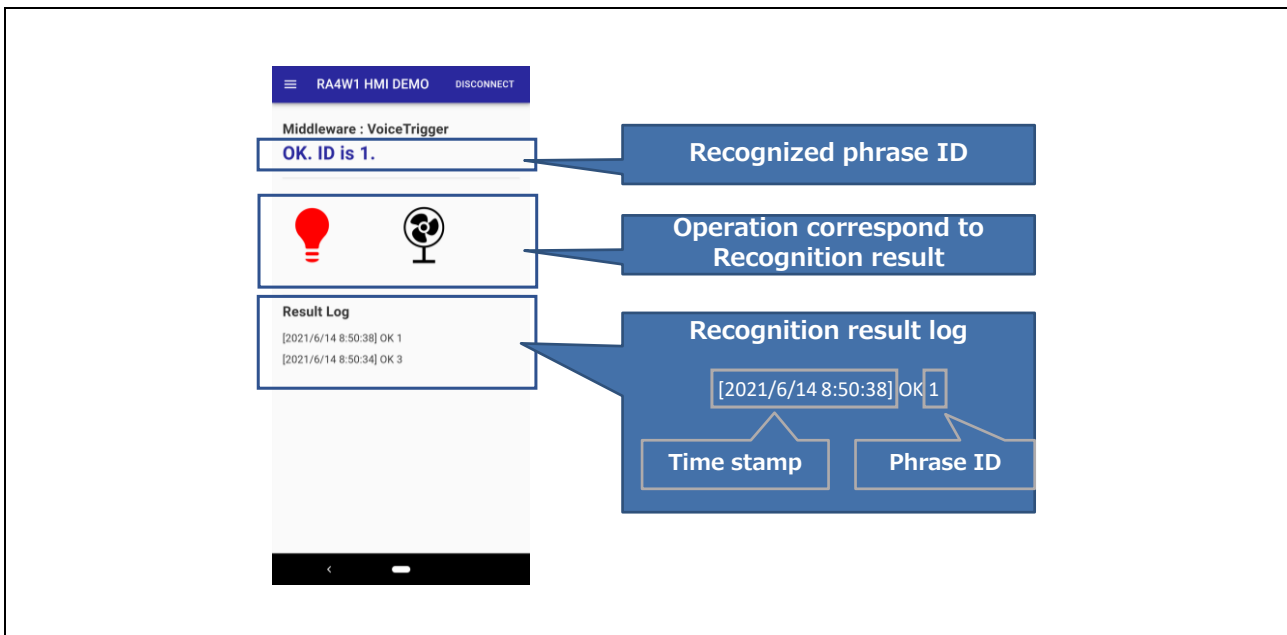 RA4W1 HMI DEMO
DISCONNECT
Middleware : VoiceTrigger
OK. ID is 1.
Recognized phrase ID
Operation correspond to
Recognition result
Result Log
[2021/6/14 8:50:38] OK 1
[2021/6/14 8:50:34] OK 3
Recognition result log
[2021/6/14 8:50:38] OK 1
Time stamp
Phrase ID